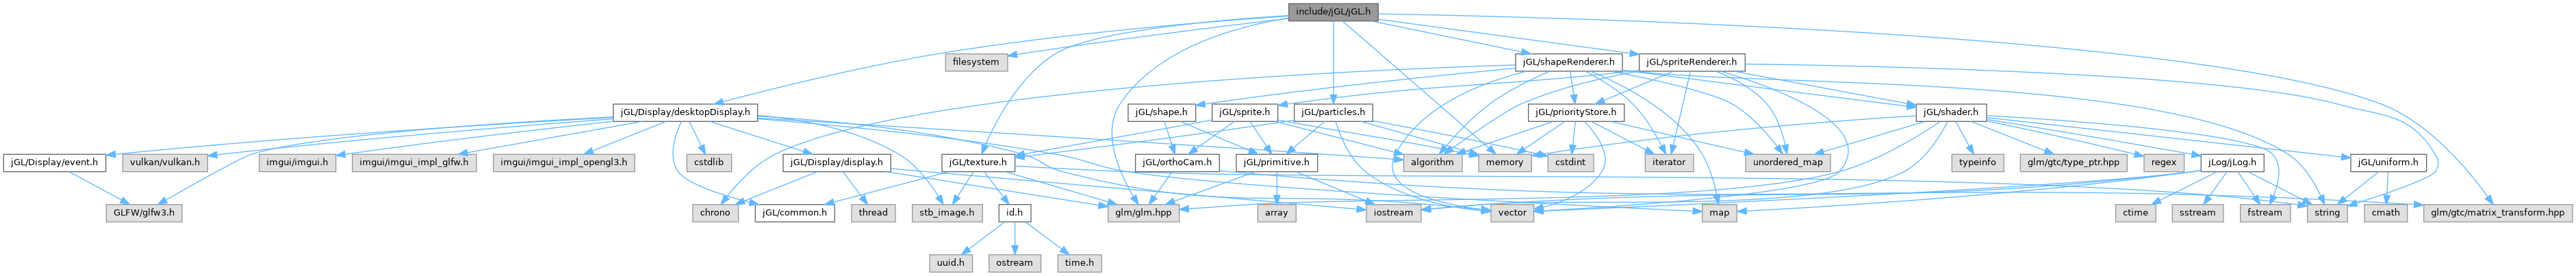 include/jGL/jGL.h
filesystem
jGL/shapeRenderer.h
jGL/spriteRenderer.h
jGL/Display/desktopDisplay.h
jGL/shape.h
jGL/sprite.h
jGL/particles.h
jGL/priorityStore.h
jGL/shader.h
jGL/Display/event.h
vulkan/vulkan.h
imgui/imgui.h
imgui/imgui_impl_glfw.h
imgui/imgui_impl_opengl3.h
cstdlib
jGL/Display/display.h
jGL/texture.h
jGL/orthoCam.h
jGL/primitive.h
algorithm
memory
cstdint
iterator
unordered_map
typeinfo
glm/gtc/type_ptr.hpp
regex
jLog/jLog.h
jGL/uniform.h
GLFW/glfw3.h
chrono
jGL/common.h
thread
stb_image.h
id.h
glm/glm.hpp
array
iostream
vector
map
ctime
sstream
fstream
string
cmath
glm/gtc/matrix_transform.hpp
uuid.h
ostream
time.h